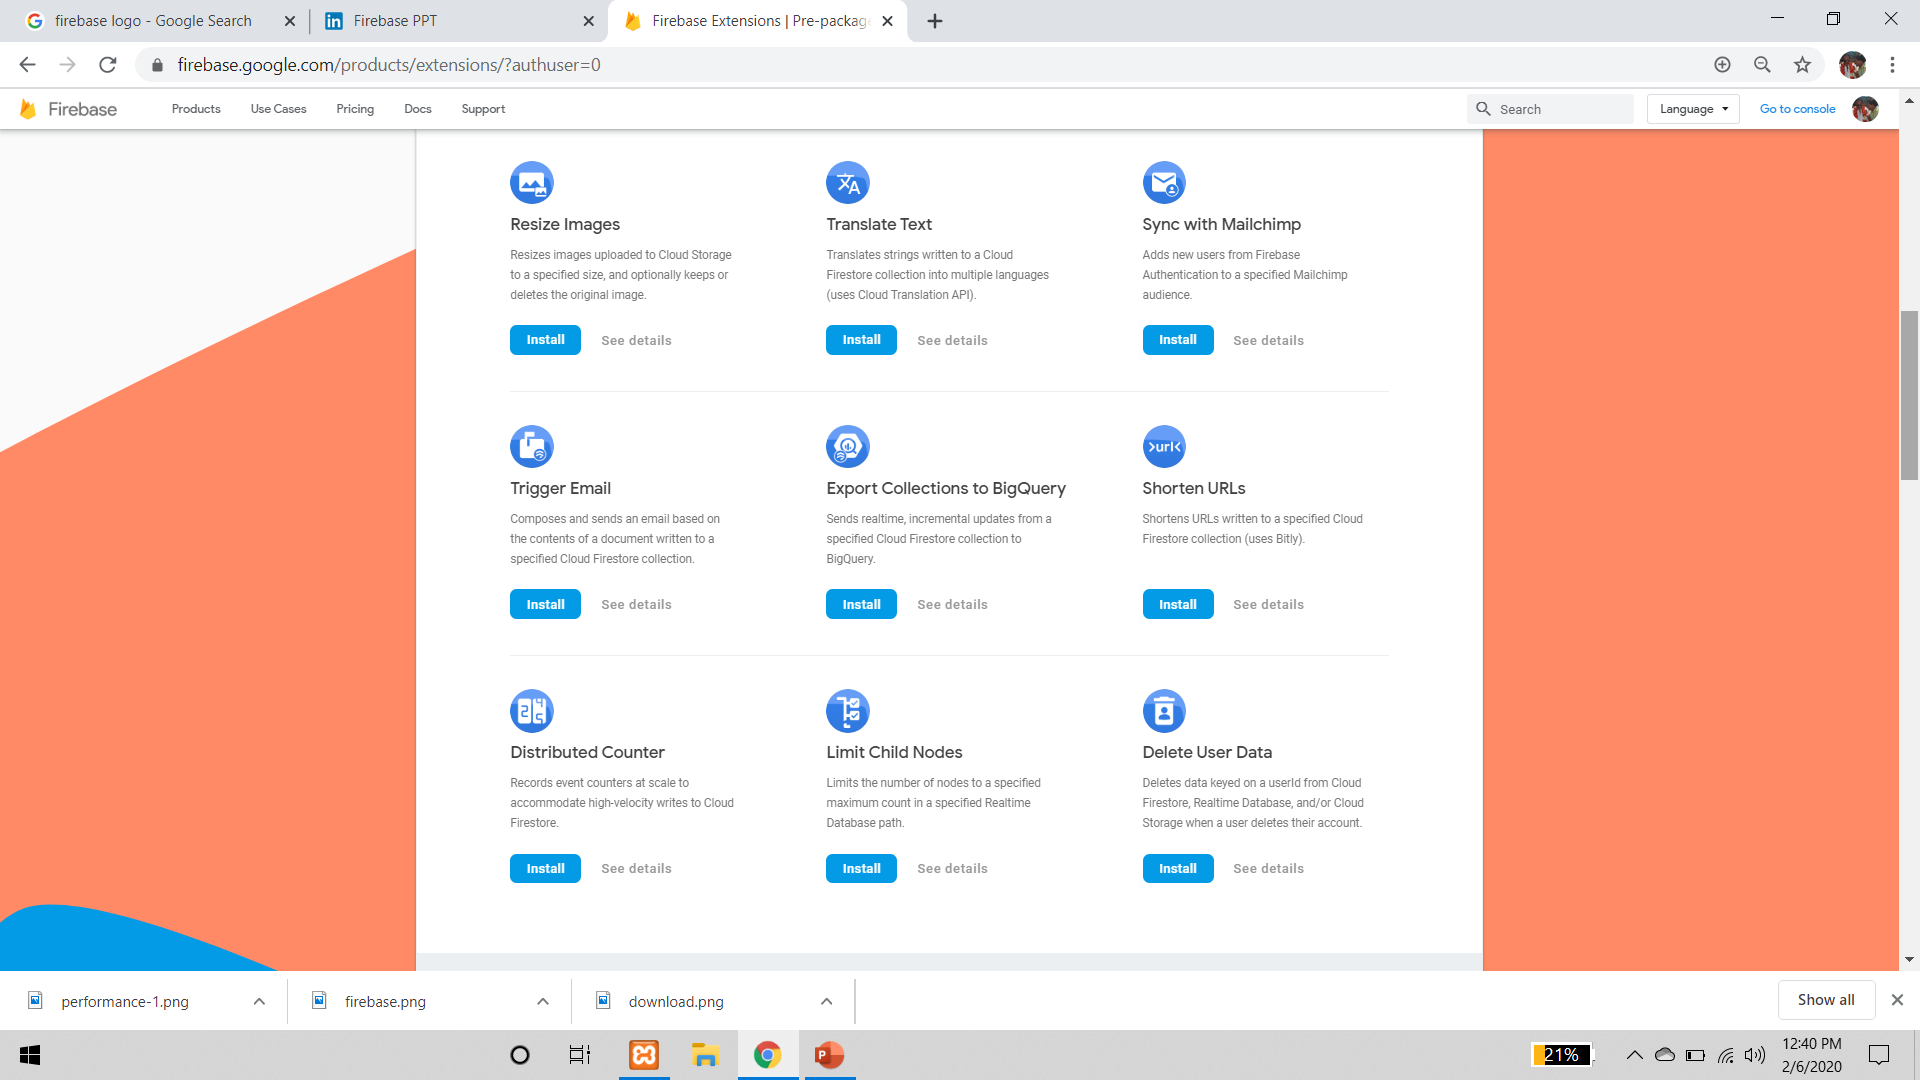 firebase logo - Google Search
Firebase PPT
Firebase Extensions | Pre-package
firebase.google.com/products/extensions/?authuser=0
Firebase
Products
Use Cases
Pricing
Docs
Support
Search
Language
Go to console
Resize Images
Resizes images uploaded to Cloud Storage
to a specified size, and optionally keeps or
deletes the original image.
Install
See details
Translate Text
Translates strings written to a Cloud
Firestore collection into multiple languages
(uses Cloud Translation API).
Install
See details
Sync with Mailchimp
Adds new users from Firebase
Authentication to a specified Mailchimp
audience.
Install
See details
Trigger Email
Composes and sends an email based on
the contents of a document written to a
specified Cloud Firestore collection.
Install
See details
Export Collections to BigQuery
Sends realtime, incremental updates from a
specified Cloud Firestore collection to
BigQuery.
Install
See details
>url<
Shorten URLs
Shortens URLs written to a specified Cloud
Firestore collection (uses Bitly).
Install
See details
Distributed Counter
Records event counters at scale to
accommodate high-velocity writes to Cloud
Firestore.
Install
See details
Limit Child Nodes
Limits the number of nodes to a specified
maximum count in a specified Realtime
Database path.
Install
See details
Delete User Data
Deletes data keyed on a userId from Cloud
Firestore, Realtime Database, and/or Cloud
Storage when a user deletes their account.
Install
See details
performance-1.png
firebase.png
download.png
Show all
21%
12:40 PM
2/6/2020